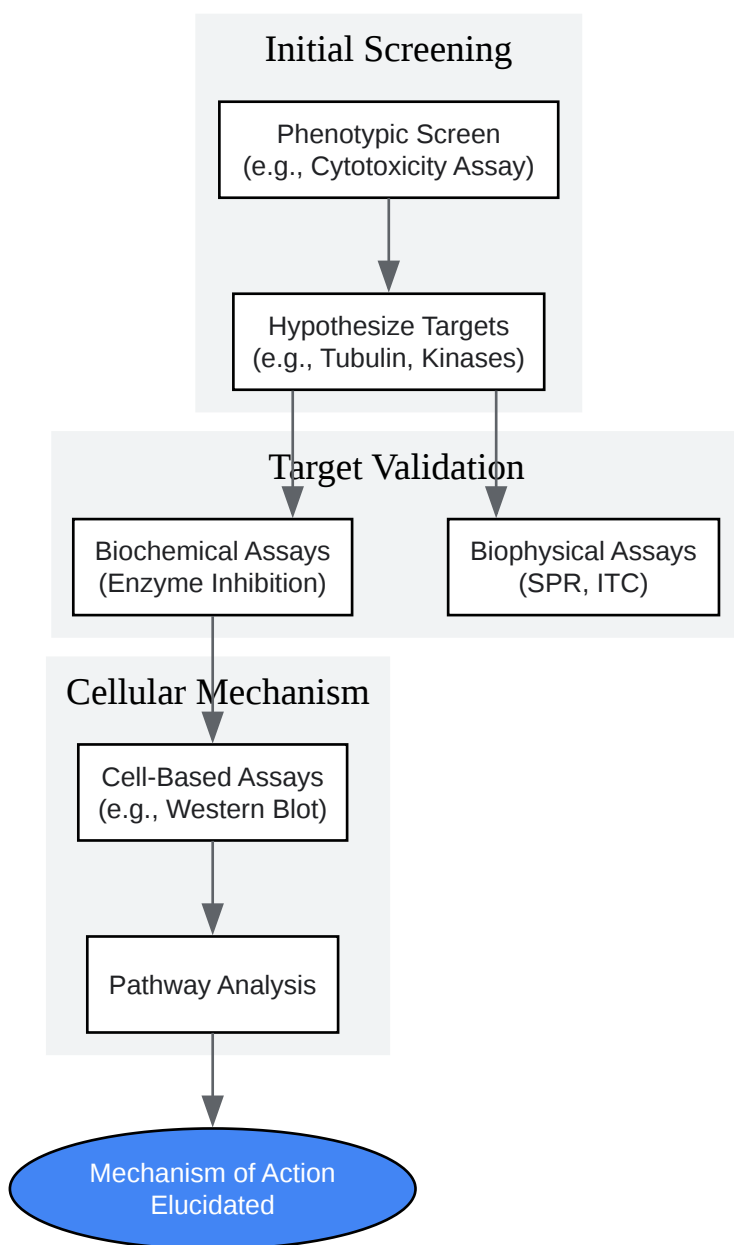 Initial Screening
Phenotypic Screen
(e.g., Cytotoxicity Assay)
Hypothesize Targets
(e.g., Tubulin, Kinases)
Target Validation
Biochemical Assays
(Enzyme Inhibition)
Biophysical Assays
(SPR, ITC)
Cellular Mechanism
Cell-Based Assays
(e.g., Western Blot)
Pathway Analysis
Mechanism of Action
Elucidated